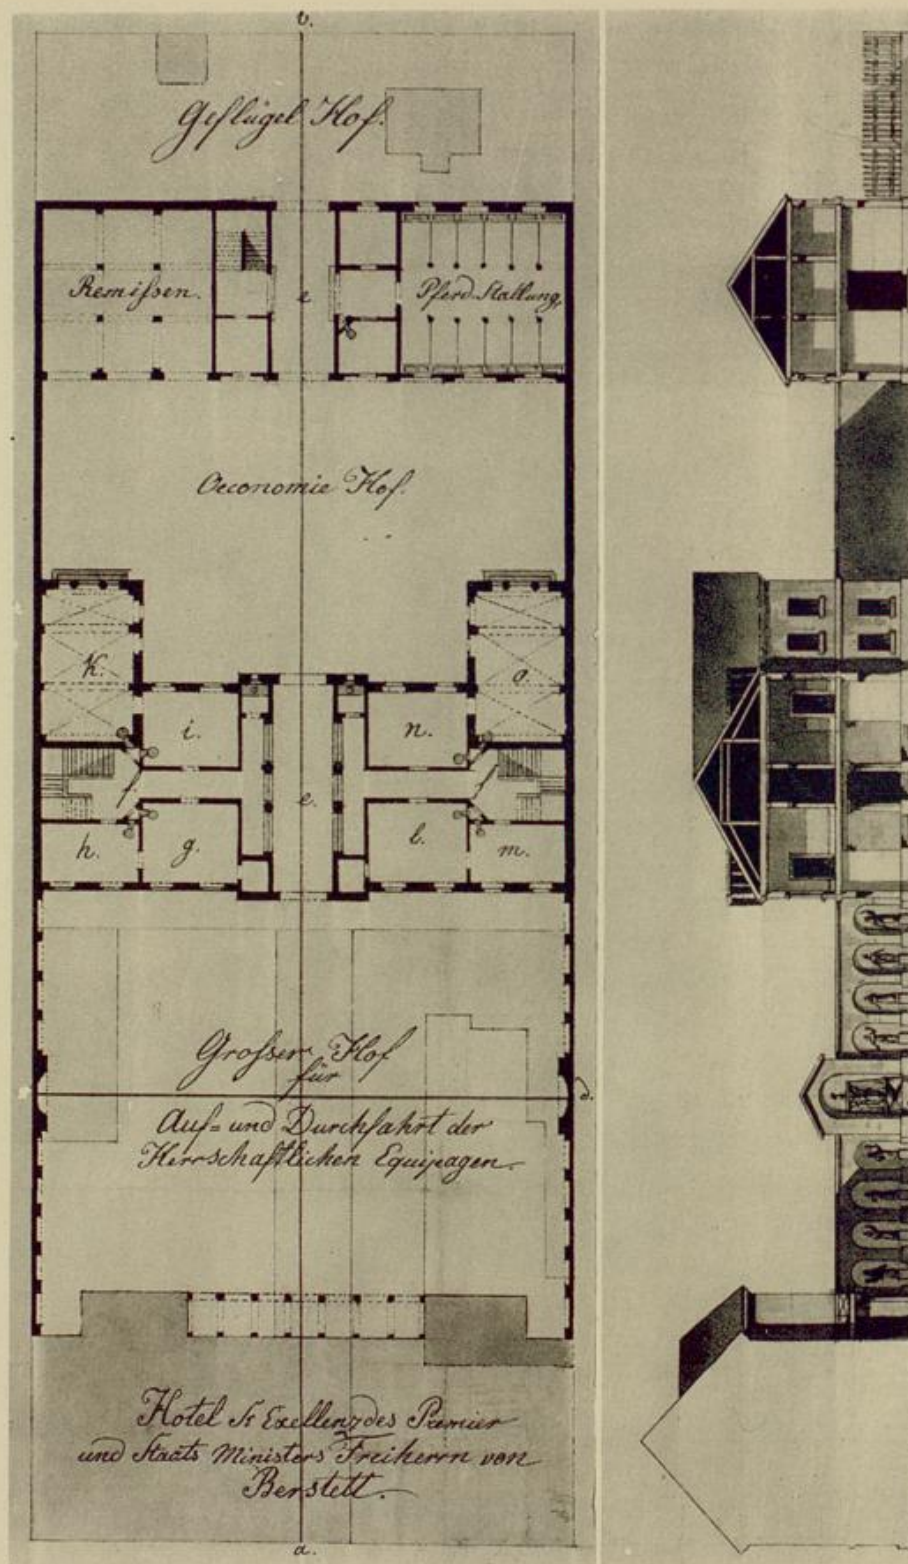 b.
Geflügel Hof.
Remißen.
e
Pferd Stallung,
Oeconomie Hof.
k.
o.
i.
n.
e.
h.
g.
l.
m.
Großer Hof
für
d.
Auf= und Durchfahrt der
Herrschaftlichen Equipagen.
Hotel Sr Exellenz des Premier
und Staats Ministers Freiherrn von
Berstett.
a.